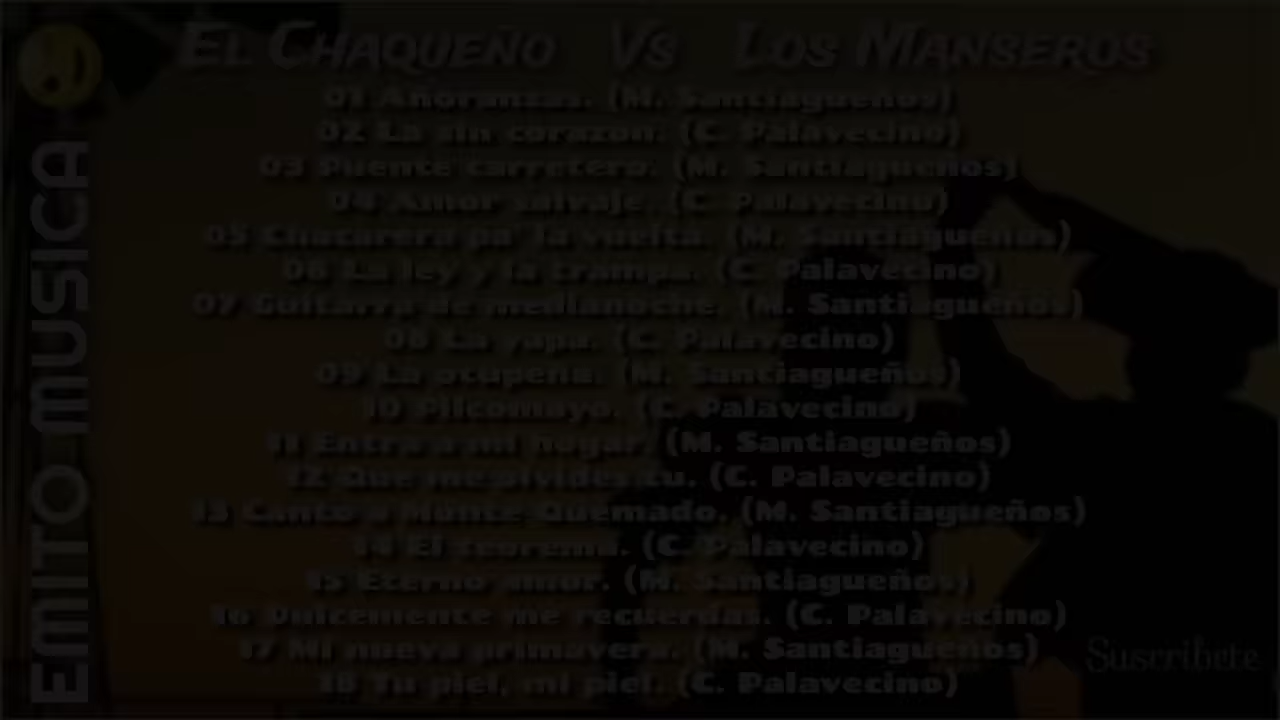 El Chaqueño Vs Los Manseros
01 Añoranzas. (M. Santiagueños)
02 La sin corazon. (C. Palavecino)
03 Puente carretero. (M. Santiagueños)
04 Amor salvaje. (C. Palavecino)
05 Chacarera pa' la vuelta. (M. Santiagueños)
06 La ley y la trampa. (C. Palavecino)
07 Guitarra de medianoche. (M. Santiagueños)
08 La yapa. (C. Palavecino)
09 La ocupena. (M. Santiagueños)
10 Pilcomayo. (C. Palavecino)
11 Entra a mi hogar. (M. Santiagueños)
12 Que me olvides tu. (C. Palavecino)
13 Canto a Monte Quemado. (M. Santiagueños)
14 El teorema. (C. Palavecino)
15 Eterno amor. (M. Santiagueños)
16 Dulcemente me recuerdas. (C. Palavecino)
17 Mi nueva primavera. (M. Santiagueños)
18 Tu piel, mi piel. (C. Palavecino)
EMITO MUSICA
Suscribete